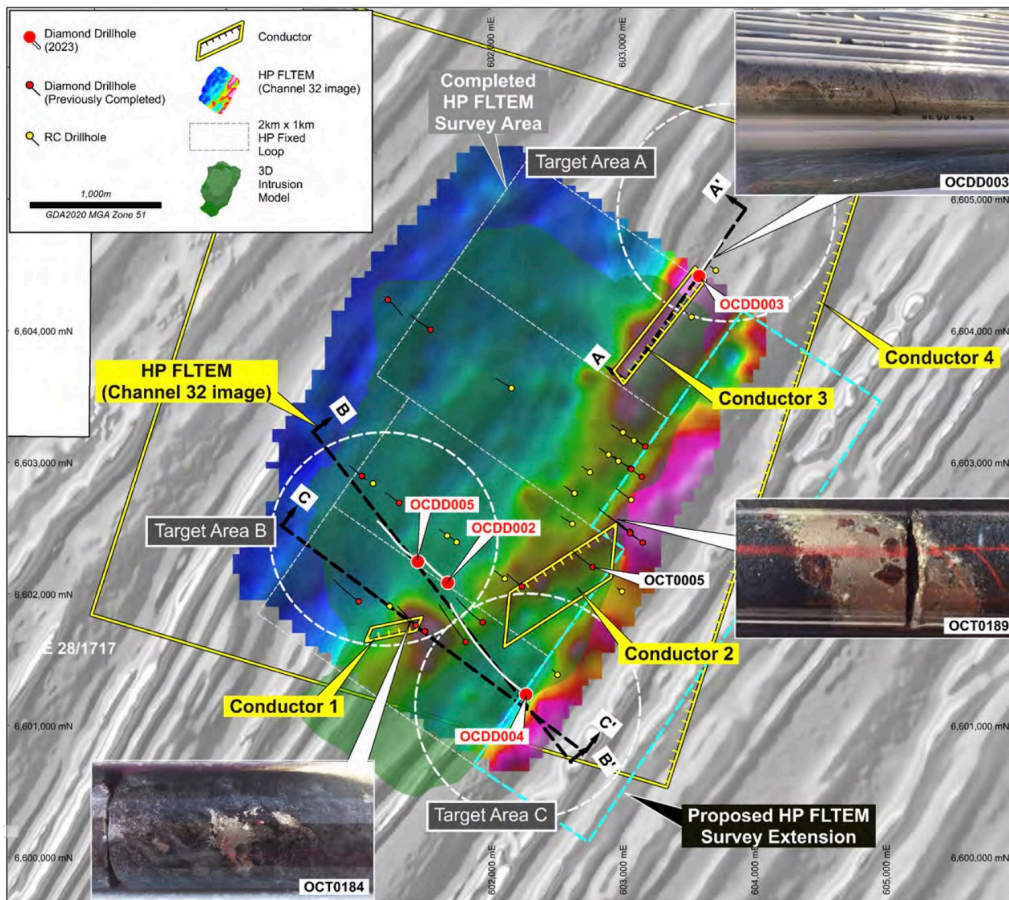 Diamond Drillhole
(2023)
Diamond Drillhole
(Previously Completed)
RC Drillhole
1,000m
GDA2020 MGA Zone 51
Conductor
HP FLTEM
(Channel 32 image)
2km x 1km
HP Fixed
Loop
3D
Intrusion
Model
602,000 mE
603,000 mE
Completed
HP FLTEM
Survey Area
Target Area A
A'
OCDD003
6,605,000 mN
OCDD003
6,604,000 mN
6,604,000 mN
A
Conductor 4
Conductor 3
HP FLTEM
(Channel 32 image)
B
6,603,000 mN
6,603,000 mN
C
OCDD005
OCDD002
Target Area B
OCT0005
6,602,000 mN
OCT0189
E 28/1717
Conductor 2
Conductor 1
6,601,000 mN
6,601,000 mN
OCDD004
C'
B'
Target Area C
Proposed HP FLTEM
Survey Extension
OCT0184
6,600,000 mN
6,600,000 mN
602,000 mE
603,000 mE
604,000 mE
605,000 mE